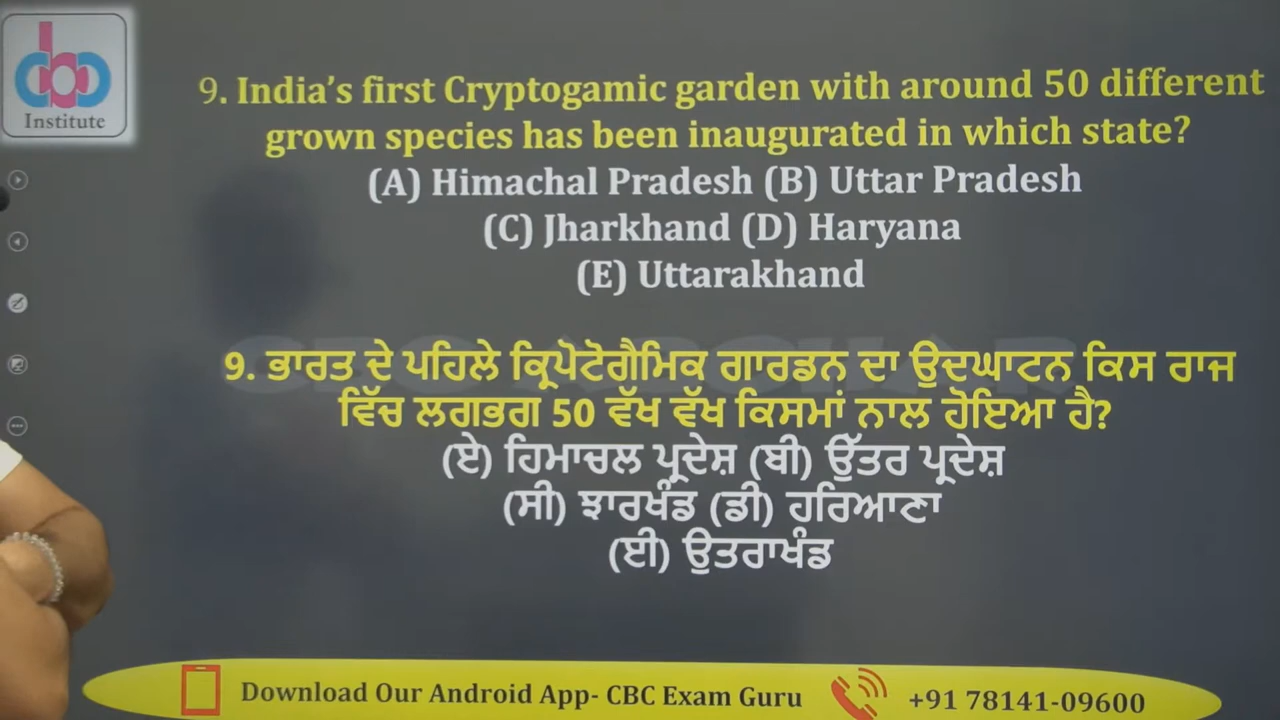 Institute
9. India's first Cryptogamic garden with around 50 different
grown species has been inaugurated in which state?
(A) Himachal Pradesh (B) Uttar Pradesh
(C) Jharkhand (D) Haryana
(E) Uttarakhand
9. ਭਾਰਤ ਦੇ ਪਹਿਲੇ ਕ੍ਰਿਪੋਟੋਗੈਮਿਕ ਗਾਰਡਨ ਦਾ ਉਦਘਾਟਨ ਕਿਸ ਰਾਜ
ਵਿੱਚ ਲਗਭਗ 50 ਵੱਖ ਵੱਖ ਕਿਸਮਾਂ ਨਾਲ ਹੋਇਆ ਹੈ?
(ਏ) ਹਿਮਾਚਲ ਪ੍ਰਦੇਸ਼ (ਬੀ) ਉੱਤਰ ਪ੍ਰਦੇਸ਼
(ਸੀ) ਝਾਰਖੰਡ (ਡੀ) ਹਰਿਆਣਾ
(ਈ) ਉਤਰਾਖੰਡ
Download Our Android App- CBC Exam Guru
+91 78141-09600